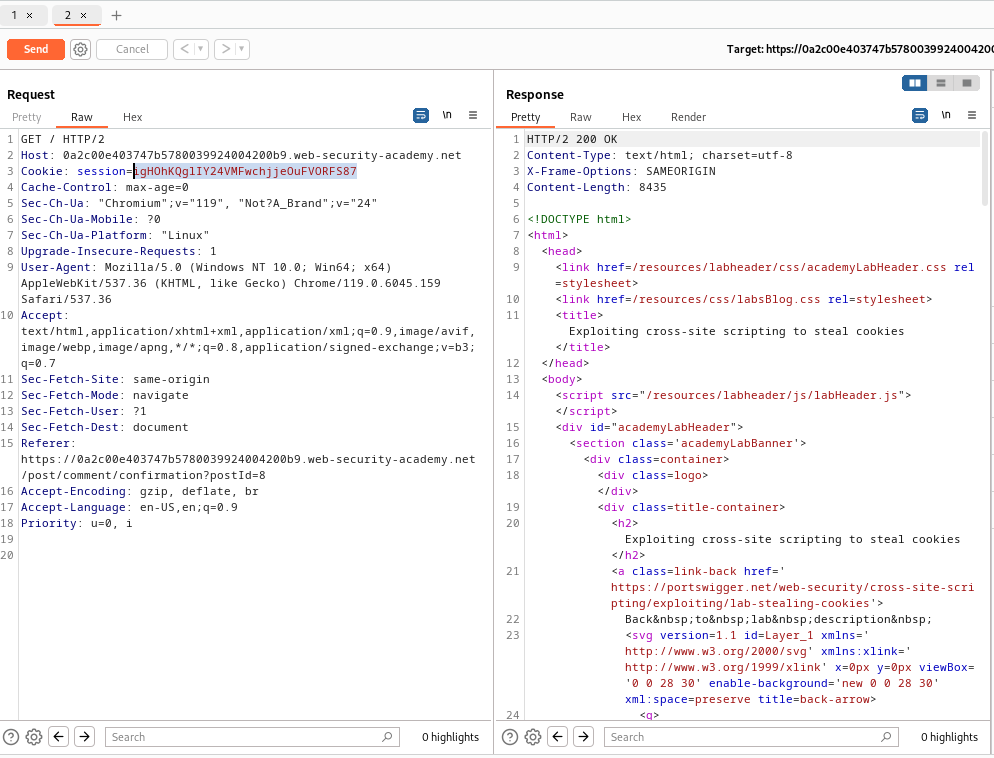 1 × 2 × +
Send Cancel < > Target: https://0a2c00e403747b578003992400420
Request
Pretty Raw Hex \n
1 GET / HTTP/2
2 Host: 0a2c00e403747b5780039924004200b9.web-security-academy.net
3 Cookie: session=igHOhKQglIY24VMFwchjjeOuFVORFS87
4 Cache-Control: max-age=0
5 Sec-Ch-Ua: "Chromium";v="119", "Not?A_Brand";v="24"
6 Sec-Ch-Ua-Mobile: ?0
7 Sec-Ch-Ua-Platform: "Linux"
8 Upgrade-Insecure-Requests: 1
9 User-Agent: Mozilla/5.0 (Windows NT 10.0; Win64; x64)
AppleWebKit/537.36 (KHTML, like Gecko) Chrome/119.0.6045.159
Safari/537.36
10 Accept:
text/html,application/xhtml+xml,application/xml;q=0.9,image/avif,
image/webp,image/apng,*/*;q=0.8,application/signed-exchange;v=b3;
q=0.7
11 Sec-Fetch-Site: same-origin
12 Sec-Fetch-Mode: navigate
13 Sec-Fetch-User: ?1
14 Sec-Fetch-Dest: document
15 Referer:
https://0a2c00e403747b5780039924004200b9.web-security-academy.net
/post/comment/confirmation?postId=8
16 Accept-Encoding: gzip, deflate, br
17 Accept-Language: en-US,en;q=0.9
18 Priority: u=0, i
19
20
Search 0 highlights
Response
Pretty Raw Hex Render \n
1 HTTP/2 200 OK
2 Content-Type: text/html; charset=utf-8
3 X-Frame-Options: SAMEORIGIN
4 Content-Length: 8435
5
6 <!DOCTYPE html>
7 <html>
8 <head>
9 <link href=/resources/labheader/css/academyLabHeader.css rel
=stylesheet>
10 <link href=/resources/css/labsBlog.css rel=stylesheet>
11 <title>
Exploiting cross-site scripting to steal cookies
</title>
12 </head>
13 <body>
14 <script src="/resources/labheader/js/labHeader.js">
</script>
15 <div id="academyLabHeader">
16 <section class='academyLabBanner'>
17 <div class=container>
18 <div class=logo>
</div>
19 <div class=title-container>
20 <h2>
Exploiting cross-site scripting to steal cookies
</h2>
21 <a class=link-back href='
https://portswigger.net/web-security/cross-site-scri
pting/exploiting/lab-stealing-cookies'>
22 Back&nbsp;to&nbsp;lab&nbsp;description&nbsp;
23 <svg version=1.1 id=Layer_1 xmlns='
http://www.w3.org/2000/svg' xmlns:xlink='
http://www.w3.org/1999/xlink' x=0px y=0px viewBox=
'0 0 28 30' enable-background='new 0 0 28 30'
xml:space=preserve title=back-arrow>
24 <g>
Search 0 highlights